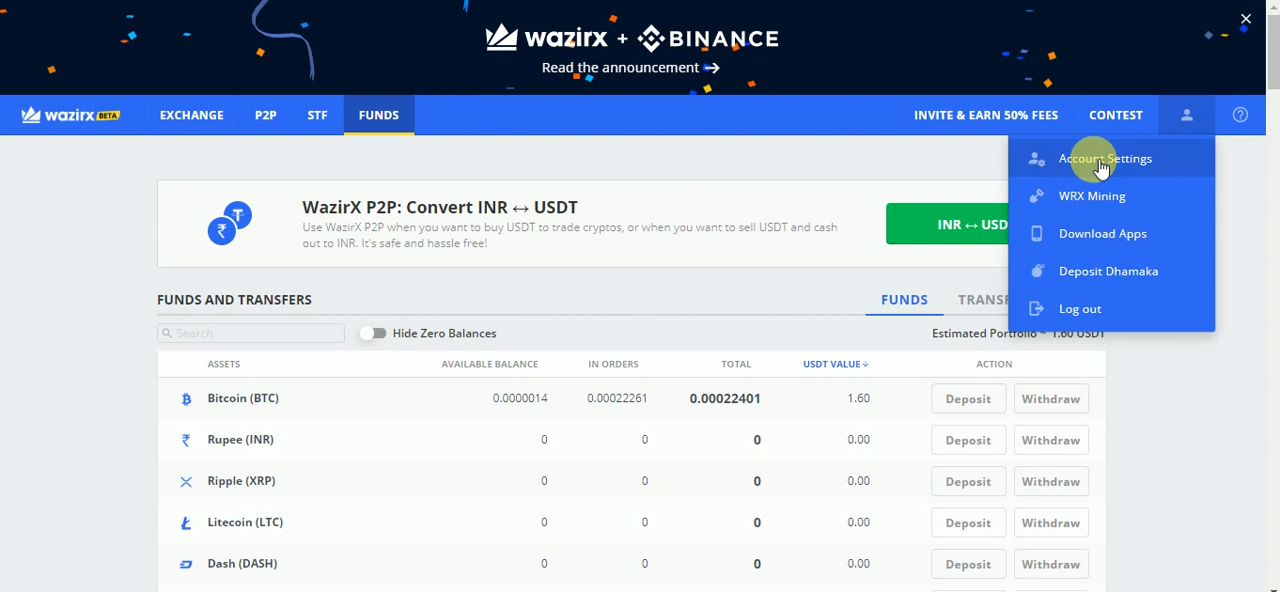 wazirx + BINANCE
Read the announcement →
wazirx BETA EXCHANGE P2P STF FUNDS INVITE & EARN 50% FEES CONTEST
Account Settings
WRX Mining
Download Apps
Deposit Dhamaka
Log out
WazirX P2P: Convert INR ↔ USDT
Use WazirX P2P when you want to buy USDT to trade cryptos, or when you want to sell USDT and cash
out to INR. It's safe and hassle free!
INR ↔ USD
FUNDS AND TRANSFERS FUNDS TRANSF
Search Hide Zero Balances Estimated Portfolio ~ 1.60 USDT
ASSETS AVAILABLE BALANCE IN ORDERS TOTAL USDT VALUE↓ ACTION
Bitcoin (BTC) 0.0000014 0.00022261 0.00022401 1.60 Deposit Withdraw
Rupee (INR) 0 0 0 0.00 Deposit Withdraw
Ripple (XRP) 0 0 0 0.00 Deposit Withdraw
Litecoin (LTC) 0 0 0 0.00 Deposit Withdraw
Dash (DASH) 0 0 0 0.00 Deposit Withdraw